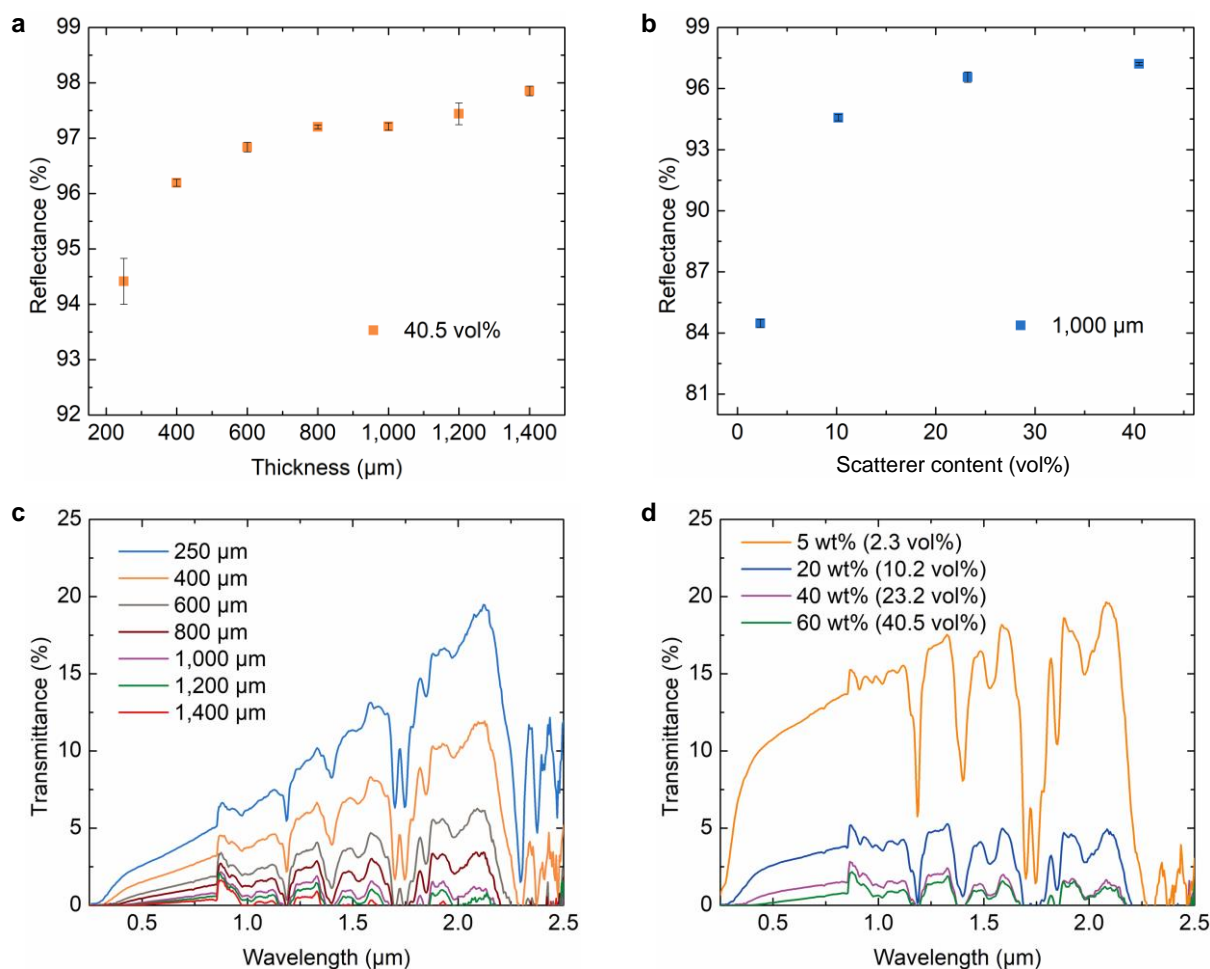 a
99
98
97
96
95
94
93
92
Reflectance (%)
40.5 vol%
200 400 600 800 1,000 1,200 1,400
Thickness (µm)
b
99
96
93
90
87
84
81
Reflectance (%)
1,000 µm
0 10 20 30 40
Scatterer content (vol%)
c
25
20
15
10
5
0
Transmittance (%)
250 µm
400 µm
600 µm
800 µm
1,000 µm
1,200 µm
1,400 µm
0.5 1.0 1.5 2.0 2.5
Wavelength (µm)
d
25
20
15
10
5
0
Transmittance (%)
5 wt% (2.3 vol%)
20 wt% (10.2 vol%)
40 wt% (23.2 vol%)
60 wt% (40.5 vol%)
0.5 1.0 1.5 2.0 2.5
Wavelength (µm)